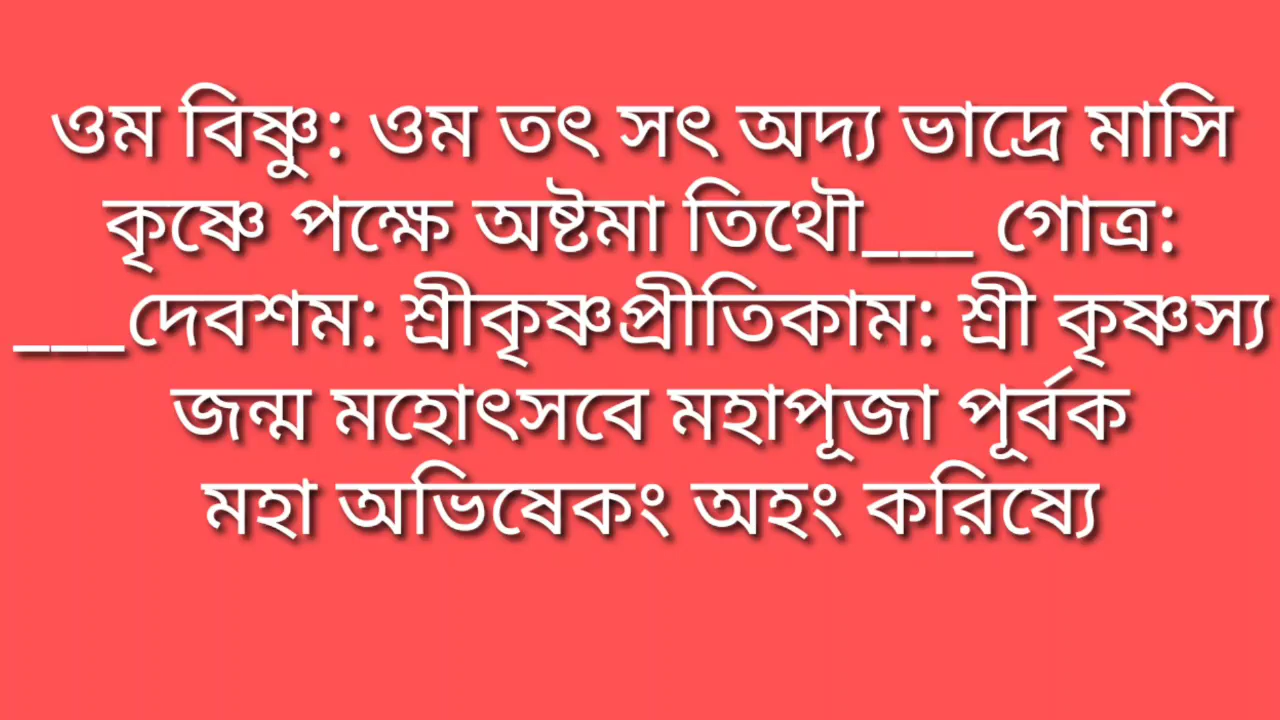 ওম বিষ্ণু: ওম তৎ সৎ অদ্য ভাদ্রে মাসি
কৃষ্ণে পক্ষে অষ্টমা তিথৌ___ গোত্র:
___দেবশম: শ্রীকৃষ্ণপ্রীতিকাম: শ্রী কৃষ্ণস্য
জন্ম মহোৎসবে মহাপূজা পূর্বক
মহা অভিষেকং অহং করিষ্যে